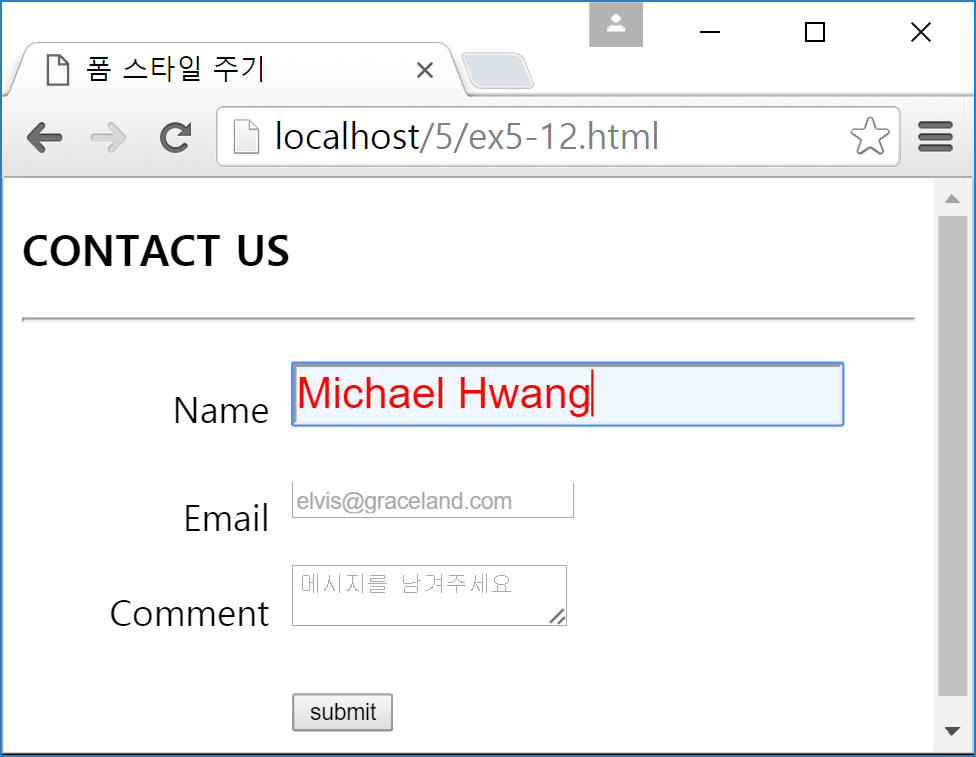 폼 스타일 주기
localhost/5/ex5-12.html
CONTACT US
Name Michael Hwang
Email elvis@graceland.com
Comment 메시지를 남겨주세요
submit